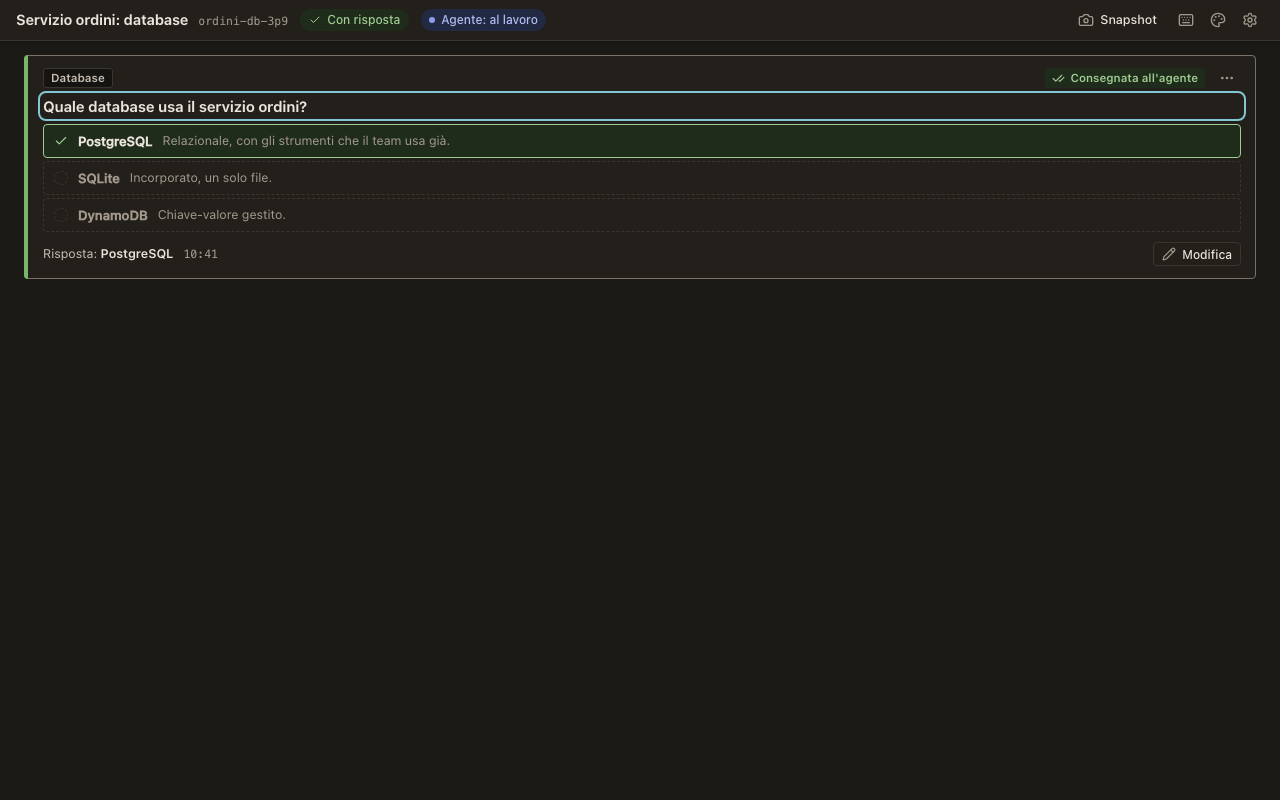 Servizio ordini: database ordini-db-3p9 Con risposta Agente: al lavoro Snapshot
Database Consegnata all'agente
Quale database usa il servizio ordini?
PostgreSQL Relazionale, con gli strumenti che il team usa già.
SQLite Incorporato, un solo file.
DynamoDB Chiave-valore gestito.
Risposta: PostgreSQL 10:41 Modifica